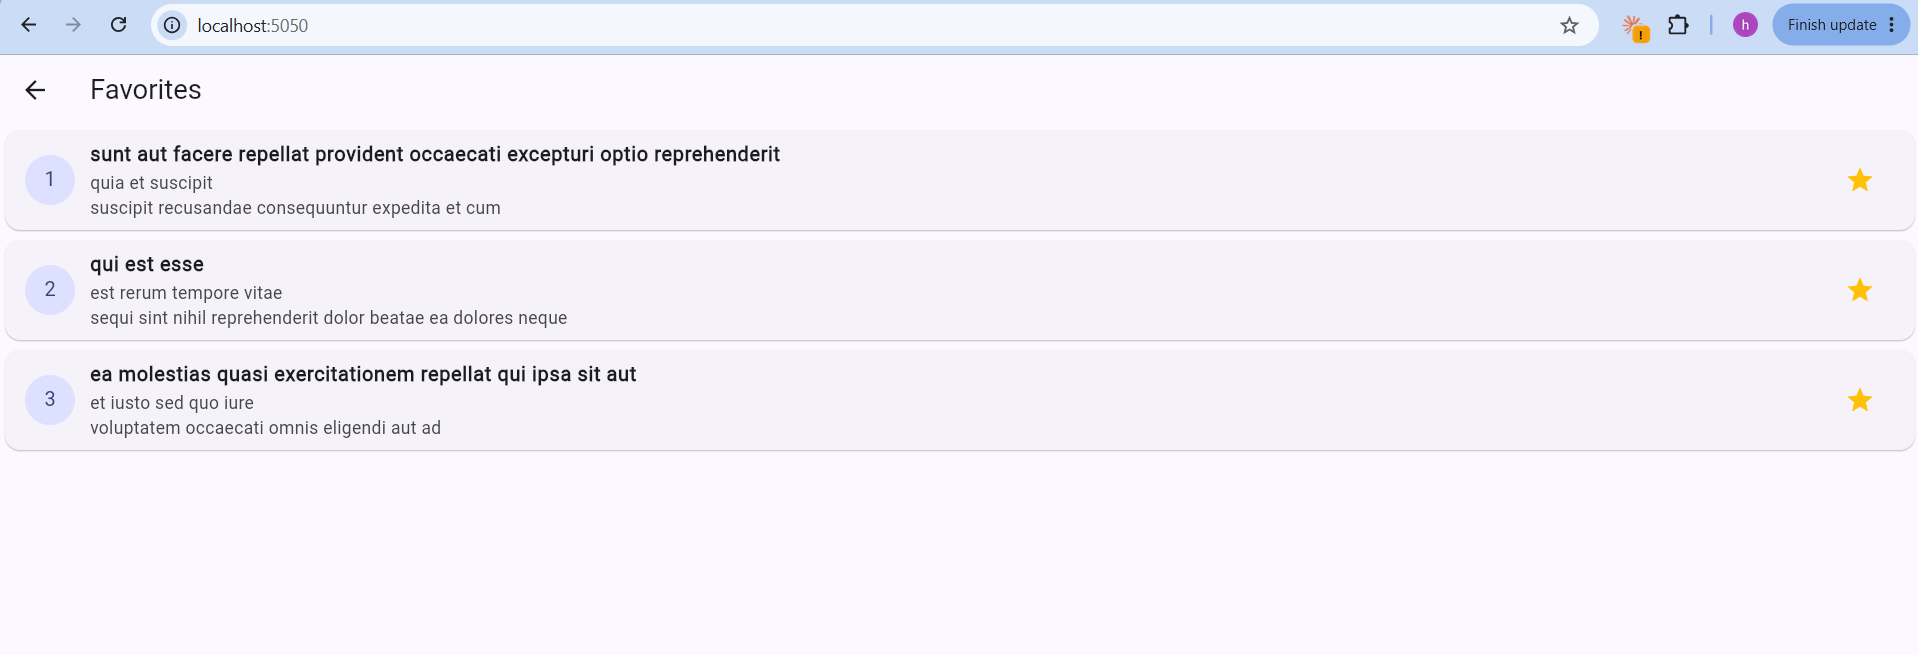 localhost:5050
h
Finish update
Favorites
1
sunt aut facere repellat provident occaecati excepturi optio reprehenderit
quia et suscipit
suscipit recusandae consequuntur expedita et cum
2
qui est esse
est rerum tempore vitae
sequi sint nihil reprehenderit dolor beatae ea dolores neque
3
ea molestias quasi exercitationem repellat qui ipsa sit aut
et iusto sed quo iure
voluptatem occaecati omnis eligendi aut ad